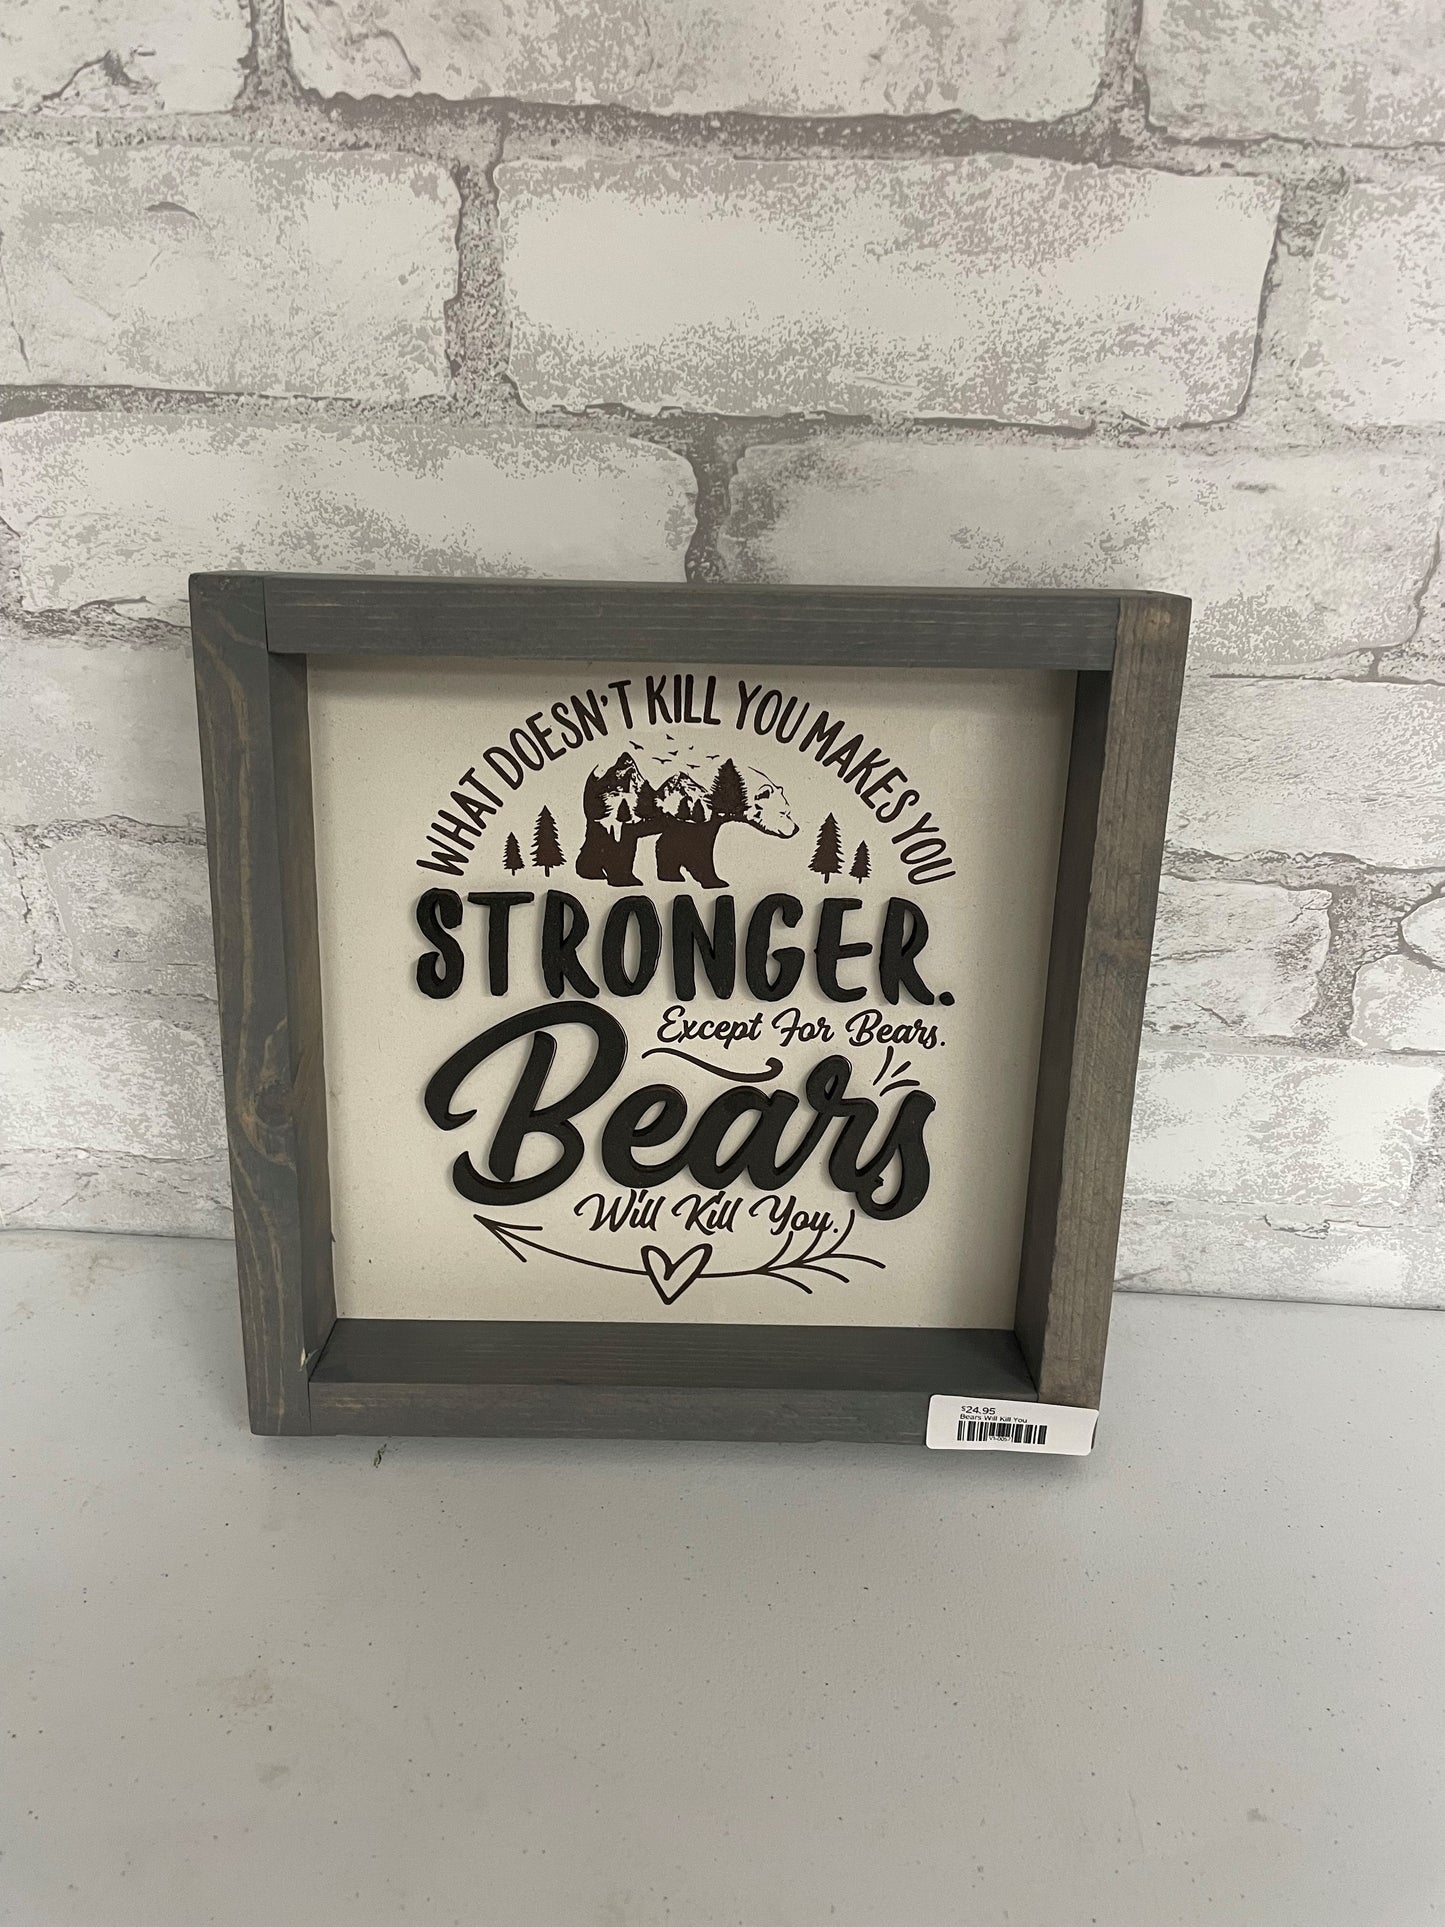 WHAT DOESN'T KILL YOU MAKES YOU
STRONGER.
Except For Bears.
Bears
Will Kill You.
$24.95
Bears Will Kill You